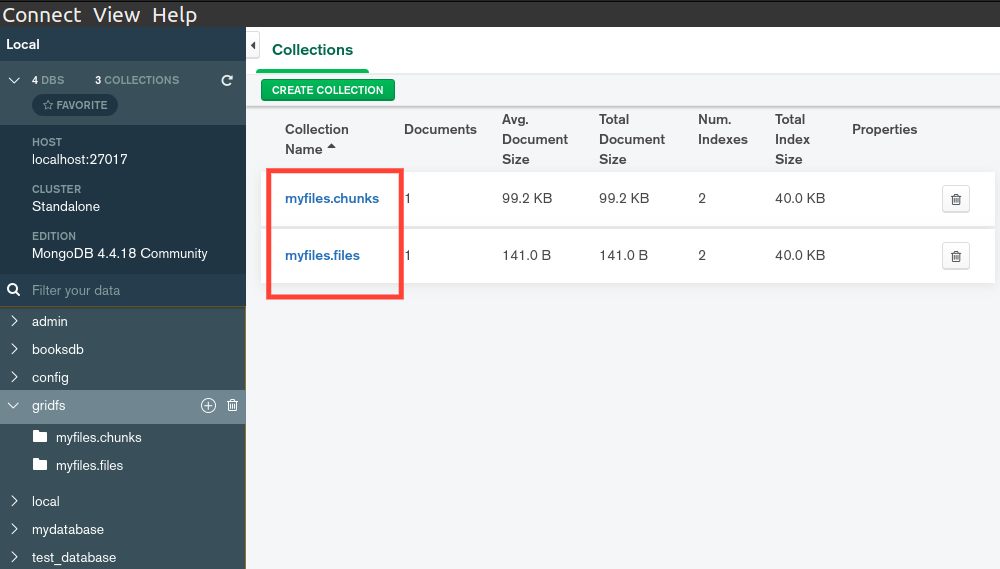 Connect View Help
Local
4 DBS 3 COLLECTIONS
FAVORITE
HOST
localhost:27017
CLUSTER
Standalone
EDITION
MongoDB 4.4.18 Community
Filter your data
admin
booksdb
config
gridfs
myfiles.chunks
myfiles.files
local
mydatabase
test_database
Collections
CREATE COLLECTION
Collection Name
Documents
Avg. Document Size
Total Document Size
Num. Indexes
Total Index Size
Properties
myfiles.chunks 1 99.2 KB 99.2 KB 2 40.0 KB
myfiles.files 1 141.0 B 141.0 B 2 40.0 KB